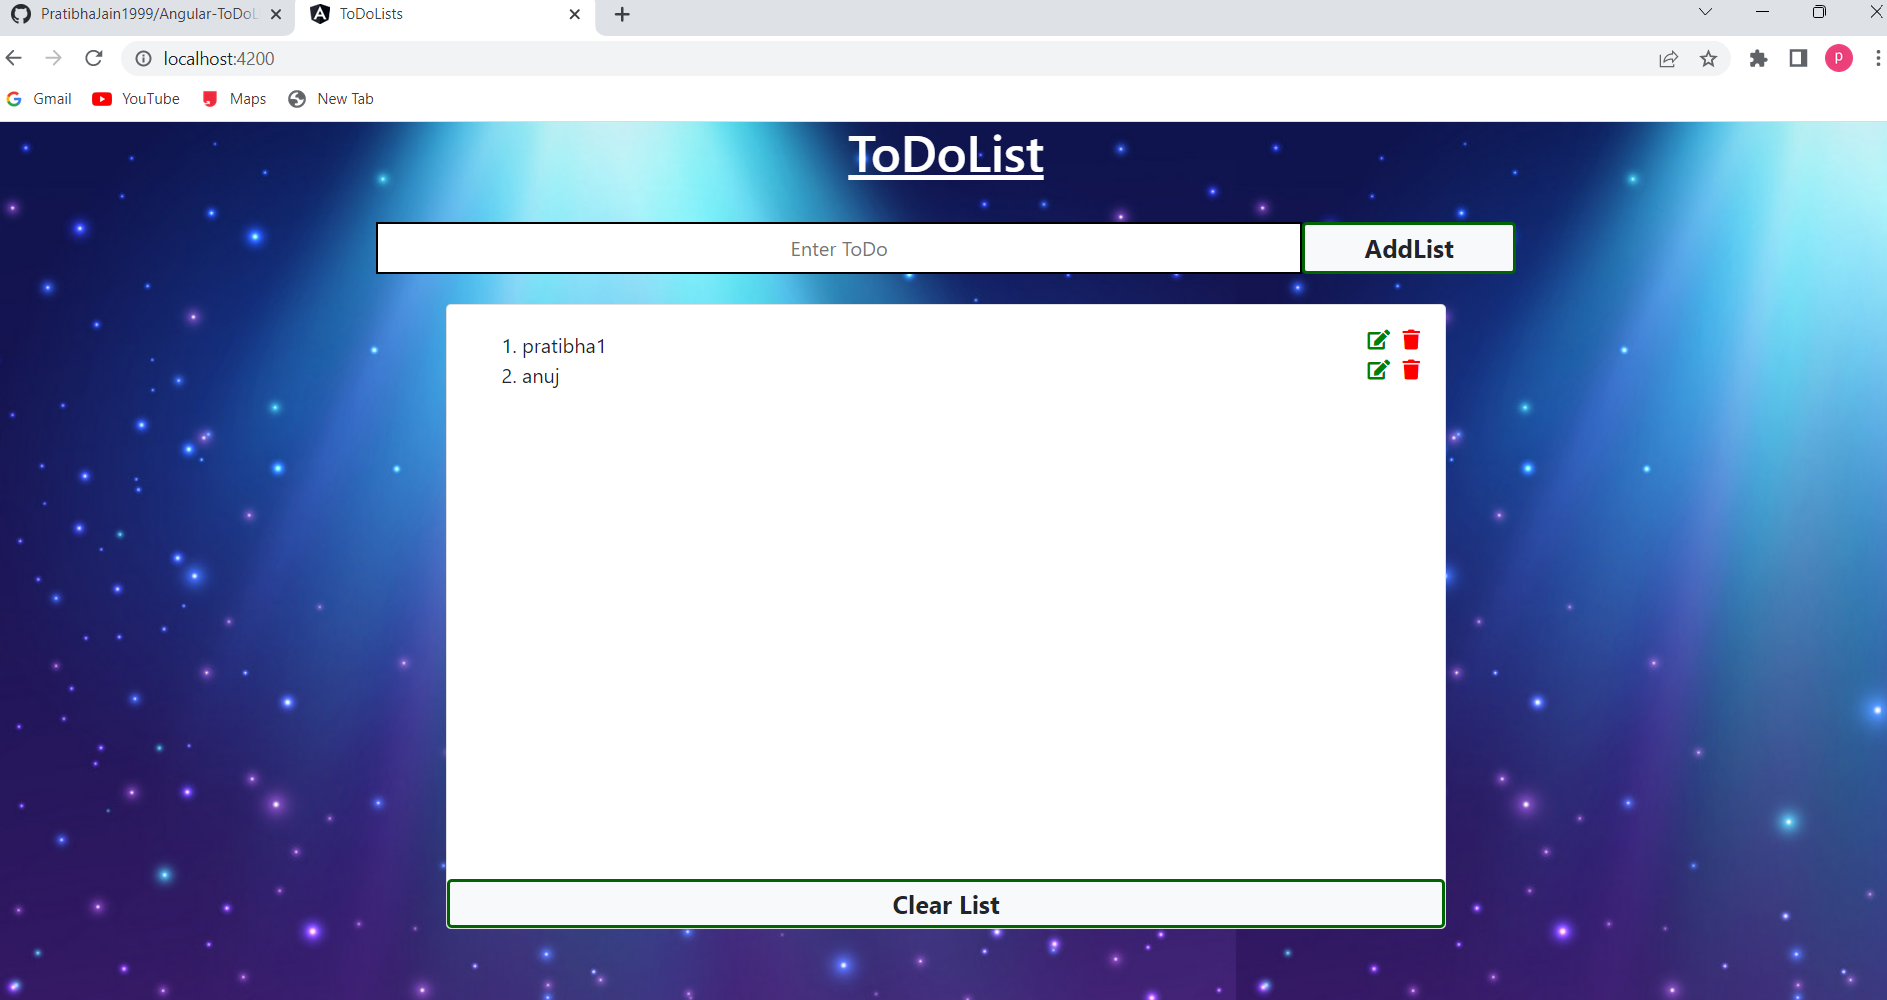 PratibhaJain1999/Angular-ToDoL
ToDoLists
localhost:4200
Gmail
YouTube
Maps
New Tab
ToDoList
Enter ToDo
AddList
1. pratibha1
2. anuj
Clear List
p